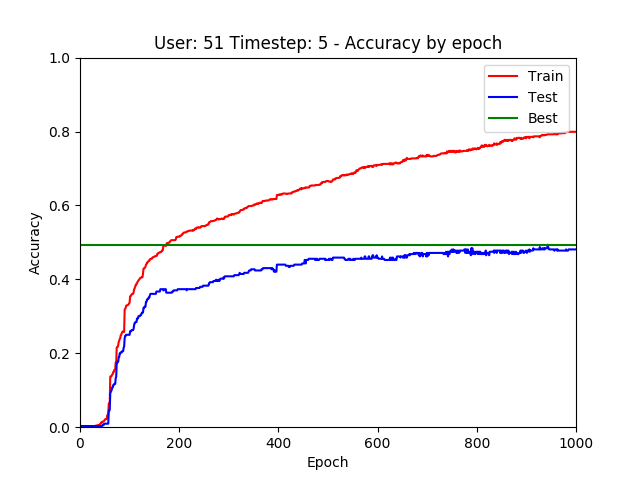 User: 51 Timestep: 5 - Accuracy by epoch
1.0
0.8
0.6
0.4
0.2
0.0
Accuracy
Train
Test
Best
0 200 400 600 800 1000
Epoch